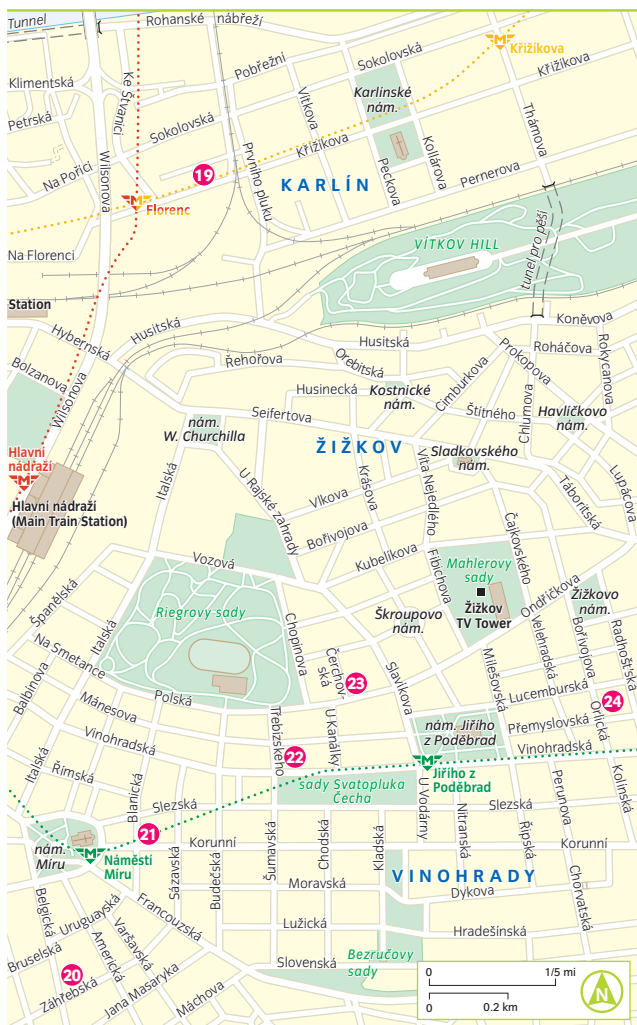 Tunnel
Rohanské nábřeží
Pobřežní
Sokolovská
Křižíkova
Křižíkova
Klimentská
Ke Štvanici
Vítkova
Karlínské
nám.
Petrská
Sokolovská
Thámova
Kollárova
Na Poříčí
Wilsonova
Prvního pluku
Křižíkova
Peckova
Pernerova
19
KARLÍN
Florenc
Na Florenci
VÍTKOV HILL
tunel pro pěší
Station
Hybernská
Husitská
Husitská
Koněvova
Bolzanova
Wilsonova
Řehořova
Orebitská
Prokopova
Roháčova
Rokycanova
Husinecká
Kostnické
nám.
Cimburkova
Štítného
Chlumova
Havlíčkovo
nám.
Seifertova
nám.
W. Churchilla
ŽIŽKOV
Sladkovského
nám.
Hlavní
nádraží
Hlavní nádraží
(Main Train Station)
Italská
U Rajské zahrady
Vlkova
Krásova
Víta Nejedlého
Táboritská
Lupáčova
Bořivojova
Kubelíkova
Fibichova
Čajkovského
Vozová
Mahlerovy
sady
Ondříčkova
Žižkov
TV Tower
Žižkovo
nám.
Španělská
Riegrovy sady
Škroupovo
nám.
Italská
Chopinova
Velehradská
Bořivojova
Radhošťská
Na Smetance
Čerchov-
ská
Slavíkova
Milešovská
Balbínova
23
Mánesova
Polská
Lucemburská
24
Třebízského
U Kanálky
nám. Jiřího
z Poděbrad
Přemyslovská
Orlická
Vinohradská
Vinohradská
22
Italská
Římská
Jiřího z
Poděbrad
Blanická
sady Svatopluka
Čecha
Perunova
Kolínská
Slezská
U Vodárny
Slezská
21
Nitranská
Řipská
nám.
Míru
Náměstí
Míru
Korunní
Korunní
Sázavská
Budečská
Šumavská
Chodská
Kladská
VINOHRADY
Chorvatská
Moravská
Dykova
Belgická
Uruguayská
Francouzská
Lužická
Hradešínská
Bruselská
Americká
Varšavská
Slovenská
Bezručovy
sady
20
Záhřebská
Jana Masaryka
Máchova
0
1/5 mi
0
0.2 km
N